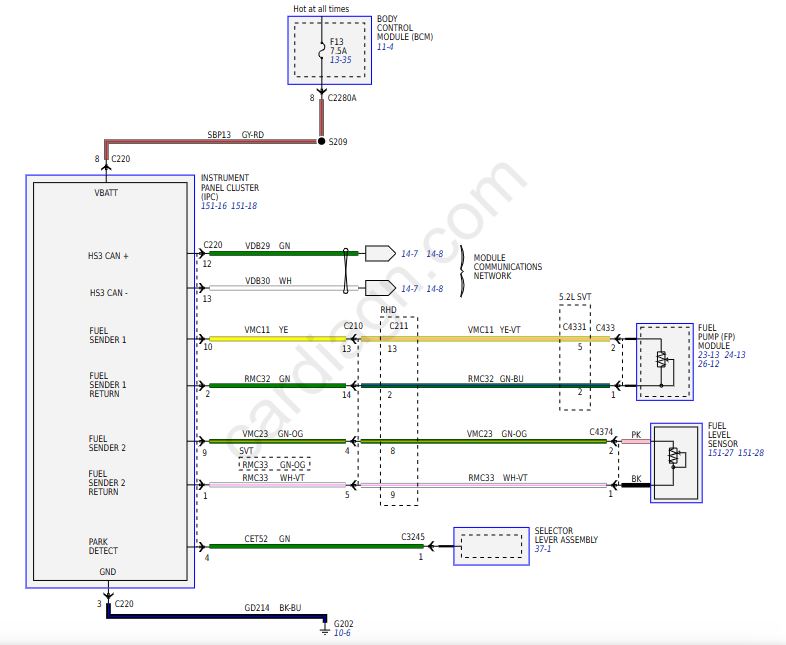 Hot at all times
BODY
CONTROL
MODULE (BCM)
11-4
F13
7.5A
13-35
8 C2280A
SBP13 GY-RD
S209
8 C220
INSTRUMENT
PANEL CLUSTER
(IPC)
151-16 151-18
VBATT
HS3 CAN +
C220
12
VDB29 GN
14-7 14-8
HS3 CAN -
13
VDB30 WH
14-7 14-8
MODULE
COMMUNICATIONS
NETWORK
5.2L SVT
RHD
FUEL
SENDER 1
10
VMC11 YE
C210
13
C211
13
VMC11 YE-VT
C4331
5
C433
2
FUEL
PUMP (FP)
MODULE
23-13 24-13
26-12
FUEL
SENDER 1
RETURN
2
RMC32 GN
14
2
RMC32 GN-BU
2
1
FUEL
SENDER 2
9
VMC23 GN-OG
4
8
VMC23 GN-OG
C4374
2
PK
FUEL
LEVEL
SENSOR
151-27 151-28
SVT
RMC33 GN-OG
FUEL
SENDER 2
RETURN
1
RMC33 WH-VT
5
9
RMC33 WH-VT
1
BK
PARK
DETECT
4
CET52 GN
C3245
1
SELECTOR
LEVER ASSEMBLY
37-1
GND
3 C220
GD214 BK-BU
G202
10-6
cardiagn.com